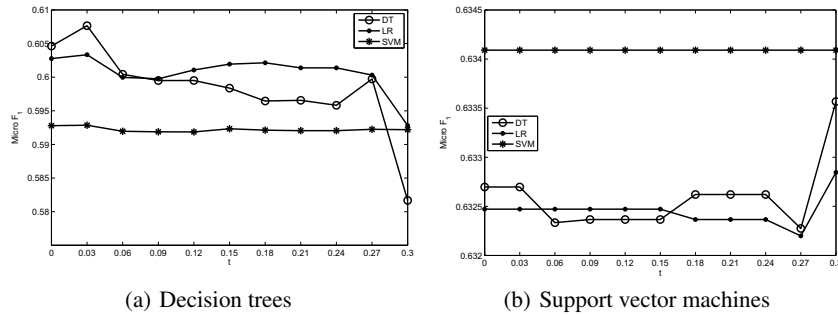 0.61
0.605
0.6
0.595
0.59
0.585
0.58
Micro F1
0 0.03 0.06 0.09 0.12 0.15 0.18 0.21 0.24 0.27 0.3
t
DT
LR
SVM
(a) Decision trees
0.6345
0.634
0.6335
0.633
0.6325
0.632
Micro F1
0 0.03 0.06 0.09 0.12 0.15 0.18 0.21 0.24 0.27 0.3
t
DT
LR
SVM
(b) Support vector machines